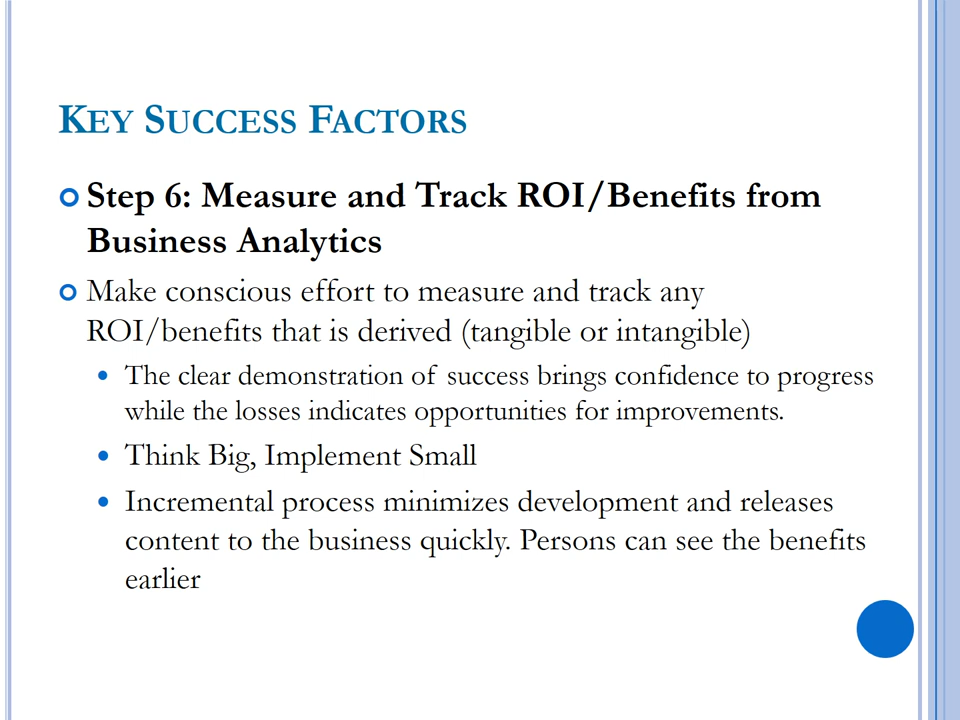 KEY SUCCESS FACTORS
Step 6: Measure and Track ROI/Benefits from
Business Analytics
Make conscious effort to measure and track any
ROI/benefits that is derived (tangible or intangible)
The clear demonstration of success brings confidence to progress
while the losses indicates opportunities for improvements.
Think Big, Implement Small
Incremental process minimizes development and releases
content to the business quickly. Persons can see the benefits
earlier